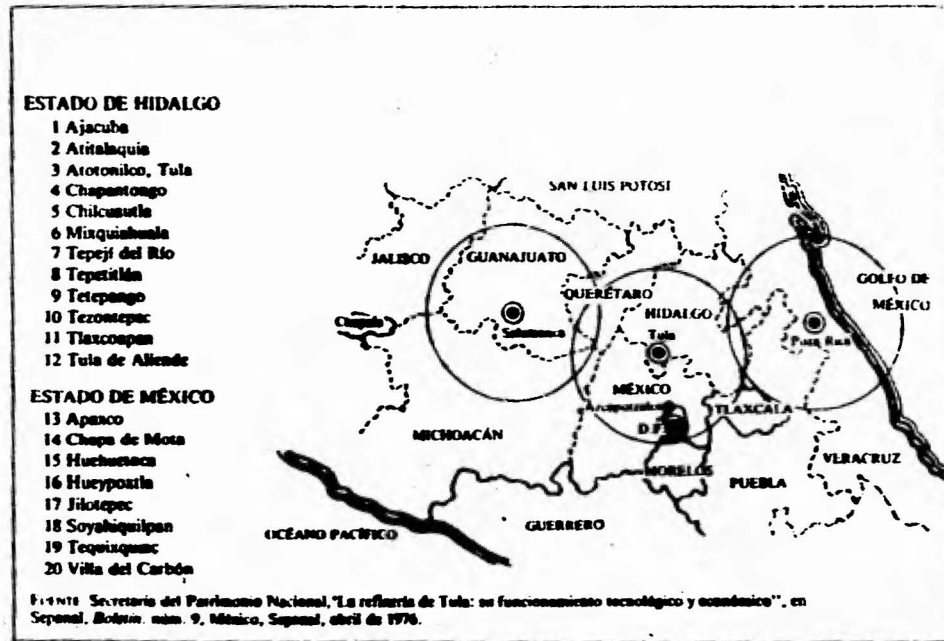 ESTADO DE HIDALGO
1 Ajacuba
2 Atitalaquia
3 Atotonilco, Tula
4 Chapantongo
5 Chilcuautla
6 Mixquiahuala
7 Tepejí del Río
8 Tepetitlán
9 Tetepango
10 Tezontepec
11 Tlaxcoapan
12 Tula de Allende
ESTADO DE MÉXICO
13 Apaxco
14 Chapa de Mota
15 Huehuetoca
16 Hueypoxtla
17 Jilotepec
18 Soyahiquilpan
19 Tequixquiac
20 Villa del Carbón
SAN LUIS POTOSÍ
JALISCO
GUANAJUATO
QUERÉTARO
HIDALGO
GOLFO DE
MÉXICO
Chapala
Salamanca
Tula
Poza Rica
MÉXICO
Azcapotzalco
D.F.
TLAXCALA
MICHOACÁN
MORELOS
PUEBLA
VERACRUZ
OCÉANO PACÍFICO
GUERRERO
FUENTE Secretaría del Patrimonio Nacional, "La refinería de Tula: su funcionamiento tecnológico y económico", en
Sepanal, Boletín. núm. 9, México, Sepanal, abril de 1976.